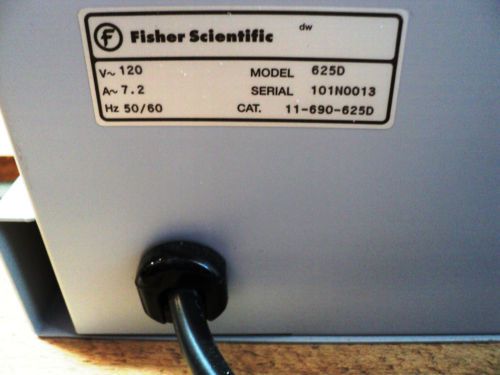 f Fisher Scientific dw
V~ 120 MODEL 625D
A~ 7.2 SERIAL 101N0013
Hz 50/60 CAT. 11-690-625D